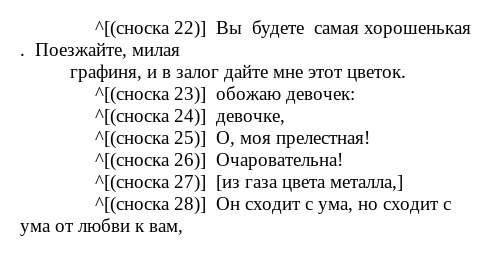 ^[(сноска 22)] Вы будете самая хорошенькая
. Поезжайте, милая
графиня, и в залог дайте мне этот цветок.
^[(сноска 23)] обожаю девочек:
^[(сноска 24)] девочке,
^[(сноска 25)] О, моя прелестная!
^[(сноска 26)] Очаровательна!
^[(сноска 27)] [из газа цвета металла,]
^[(сноска 28)] Он сходит с ума, но сходит с
ума от любви к вам,